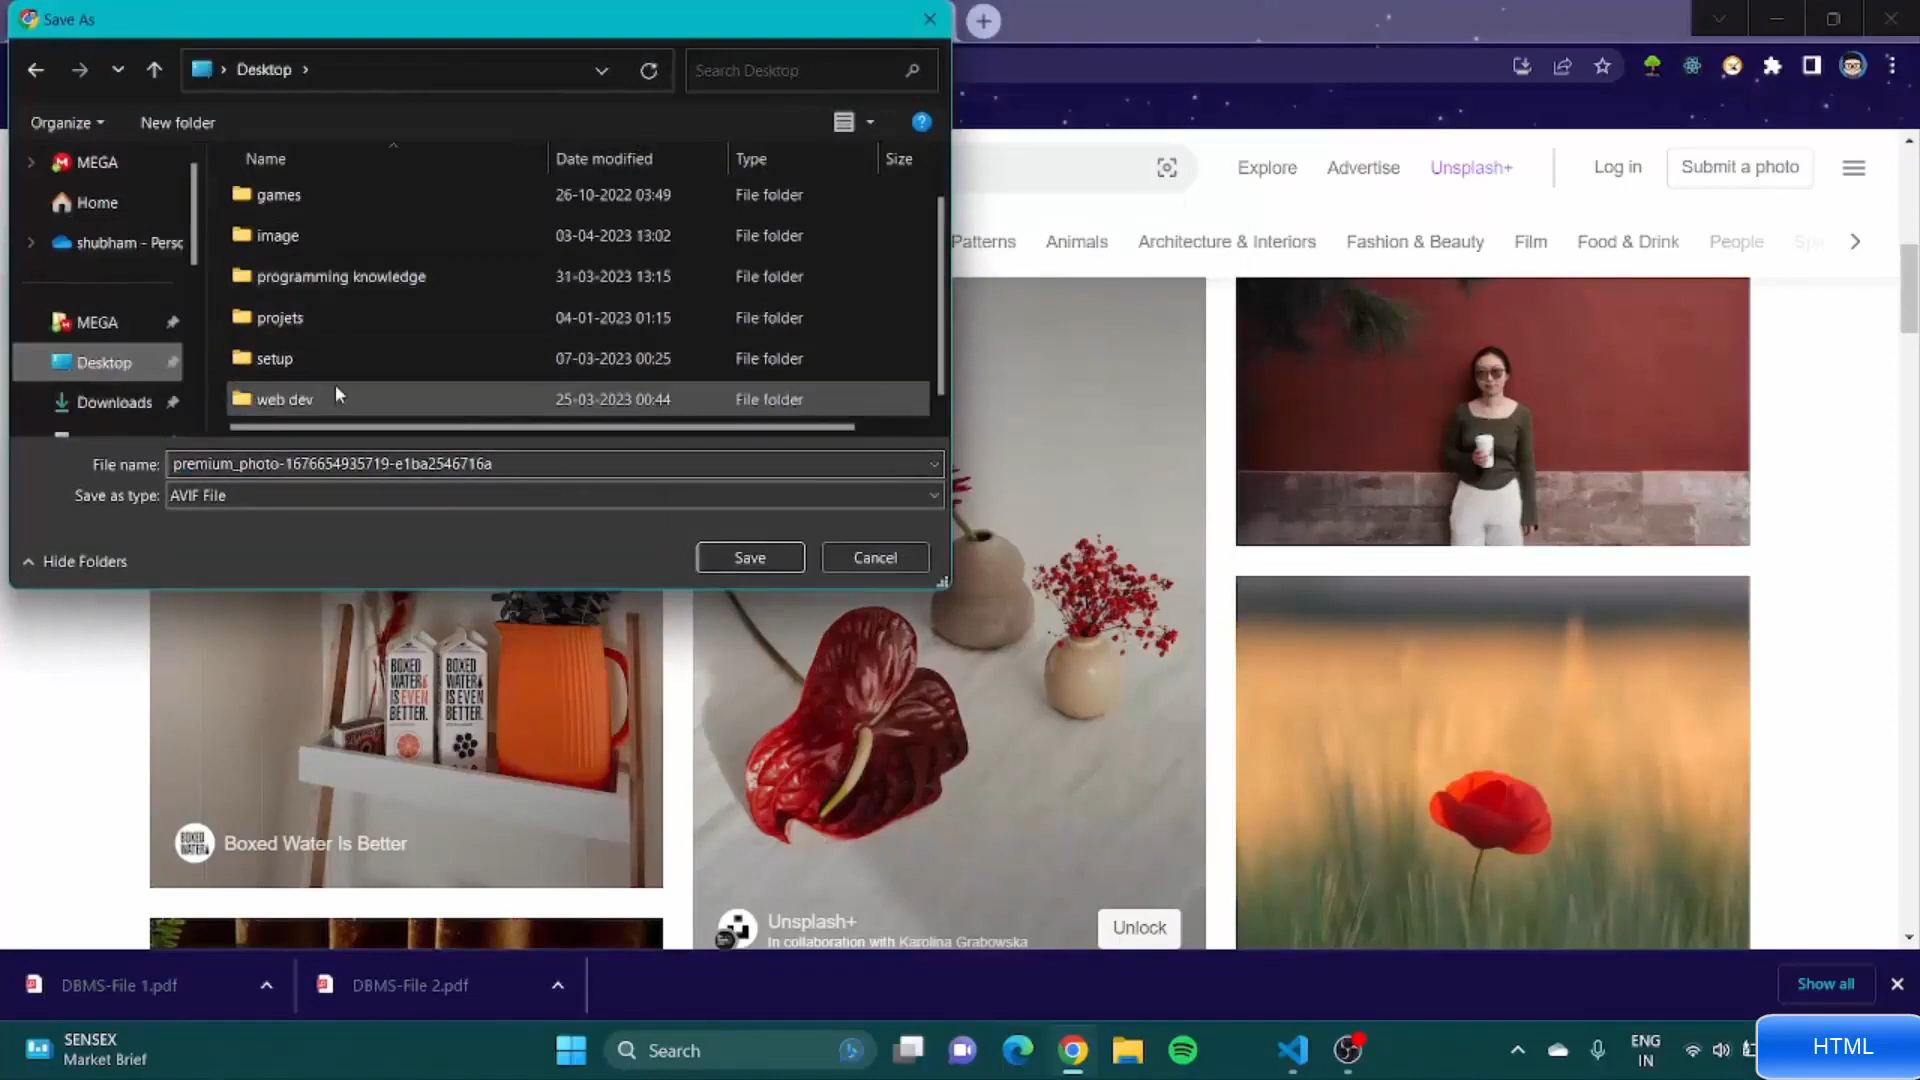 Save As
Desktop
Search Desktop
Organize
New folder
Name
Date modified
Type
Size
MEGA
Home
shubham - Persc
MEGA
Desktop
Downloads
games 26-10-2022 03:49 File folder
image 03-04-2023 13:02 File folder
programming knowledge 31-03-2023 13:15 File folder
projets 04-01-2023 01:15 File folder
setup 07-03-2023 00:25 File folder
web dev 25-03-2023 00:44 File folder
File name: premium_photo-1676654935719-e1ba2546716a
Save as type: AVIF File
Hide Folders
Save
Cancel
Explore
Advertise
Unsplash+
Log in
Submit a photo
Patterns
Animals
Architecture & Interiors
Fashion & Beauty
Film
Food & Drink
People
BOXED WATER IS EVEN BETTER.
BOXED WATER IS EVEN BETTER.
BOXED WATER
Boxed Water Is Better
Unsplash+
In collaboration with Karolina Grabowska
Unlock
DBMS-File 1.pdf
DBMS-File 2.pdf
Show all
SENSEX
Market Brief
Search
ENG
IN
HTML